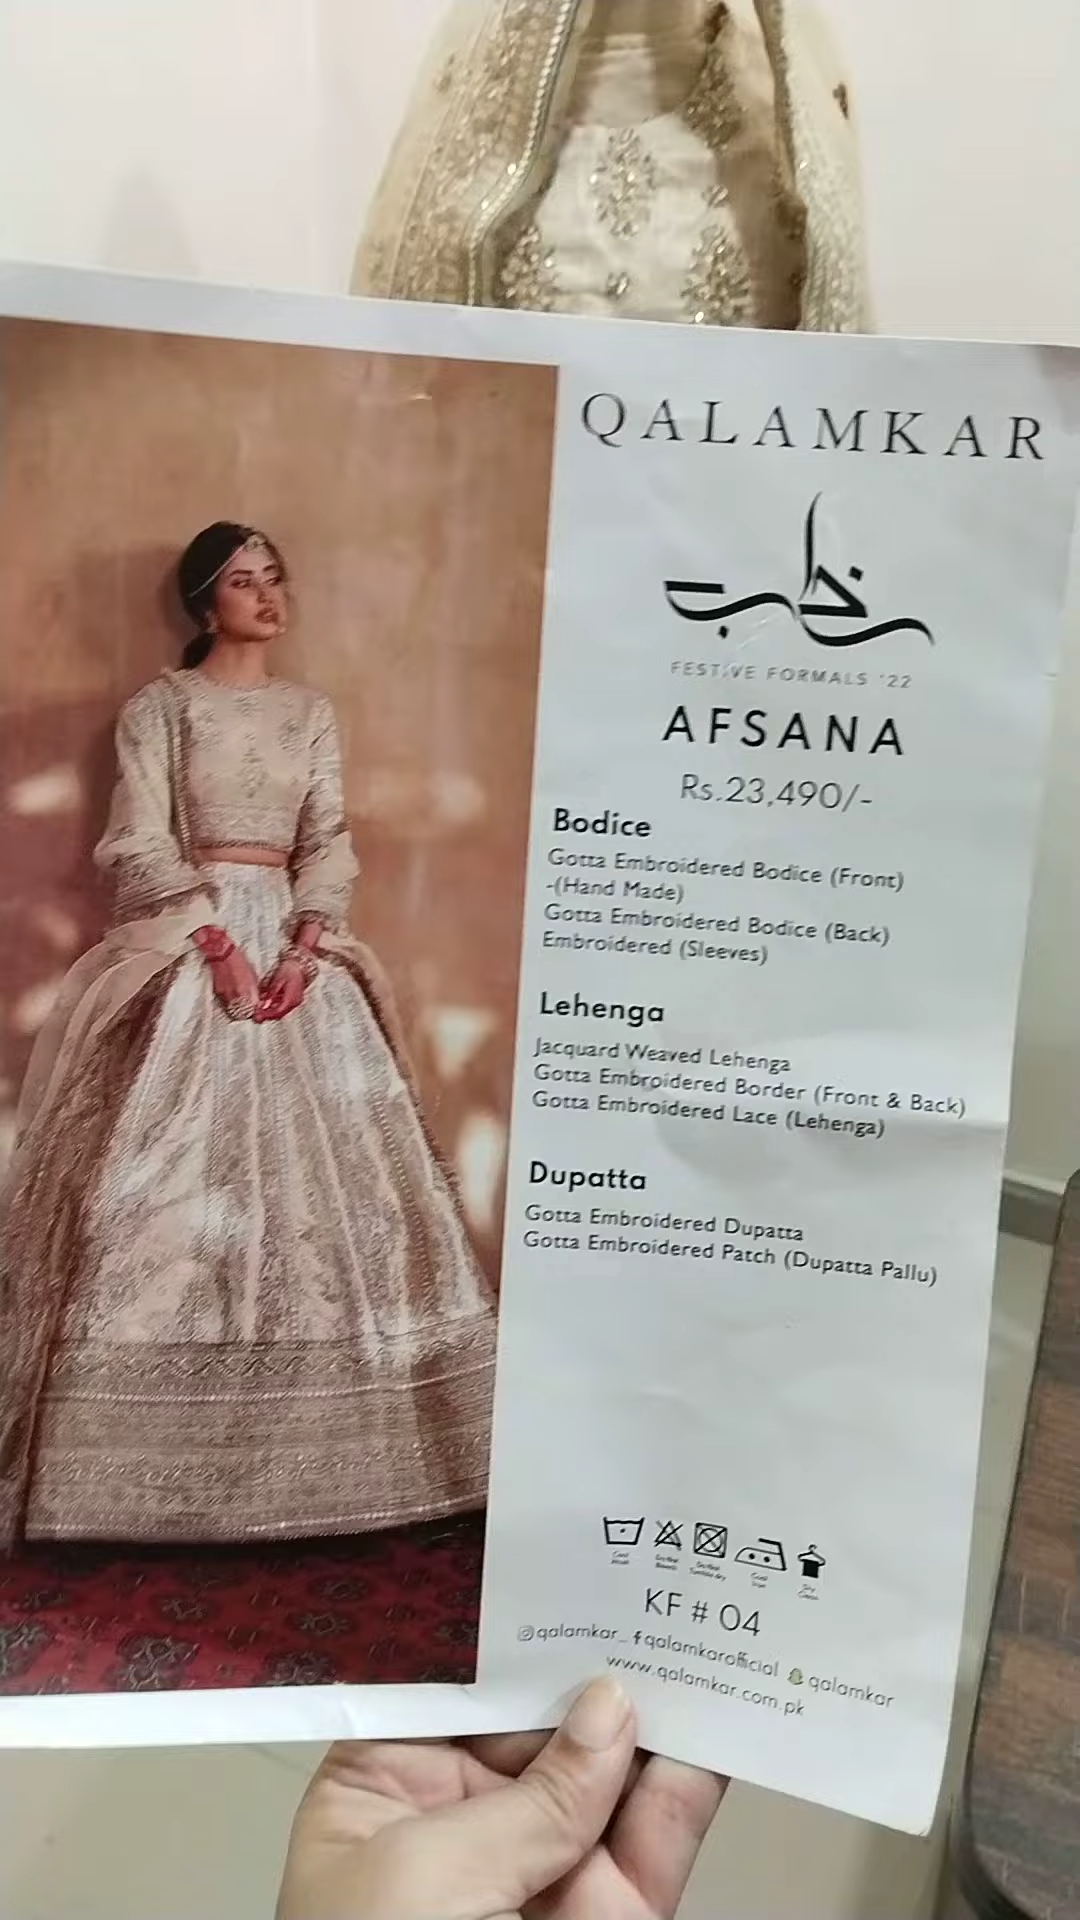 QALAMKAR
خواب
FESTIVE FORMALS '22
AFSANA
Rs.23,490/-
Bodice
Gotta Embroidered Bodice (Front)
-(Hand Made)
Gotta Embroidered Bodice (Back)
Embroidered (Sleeves)
Lehenga
Jacquard Weaved Lehenga
Gotta Embroidered Border (Front & Back)
Gotta Embroidered Lace (Lehenga)
Dupatta
Gotta Embroidered Dupatta
Gotta Embroidered Patch (Dupatta Pallu)
KF # 04
qalamkar_ qalamkarofficial qalamkar
www.qalamkar.com.pk